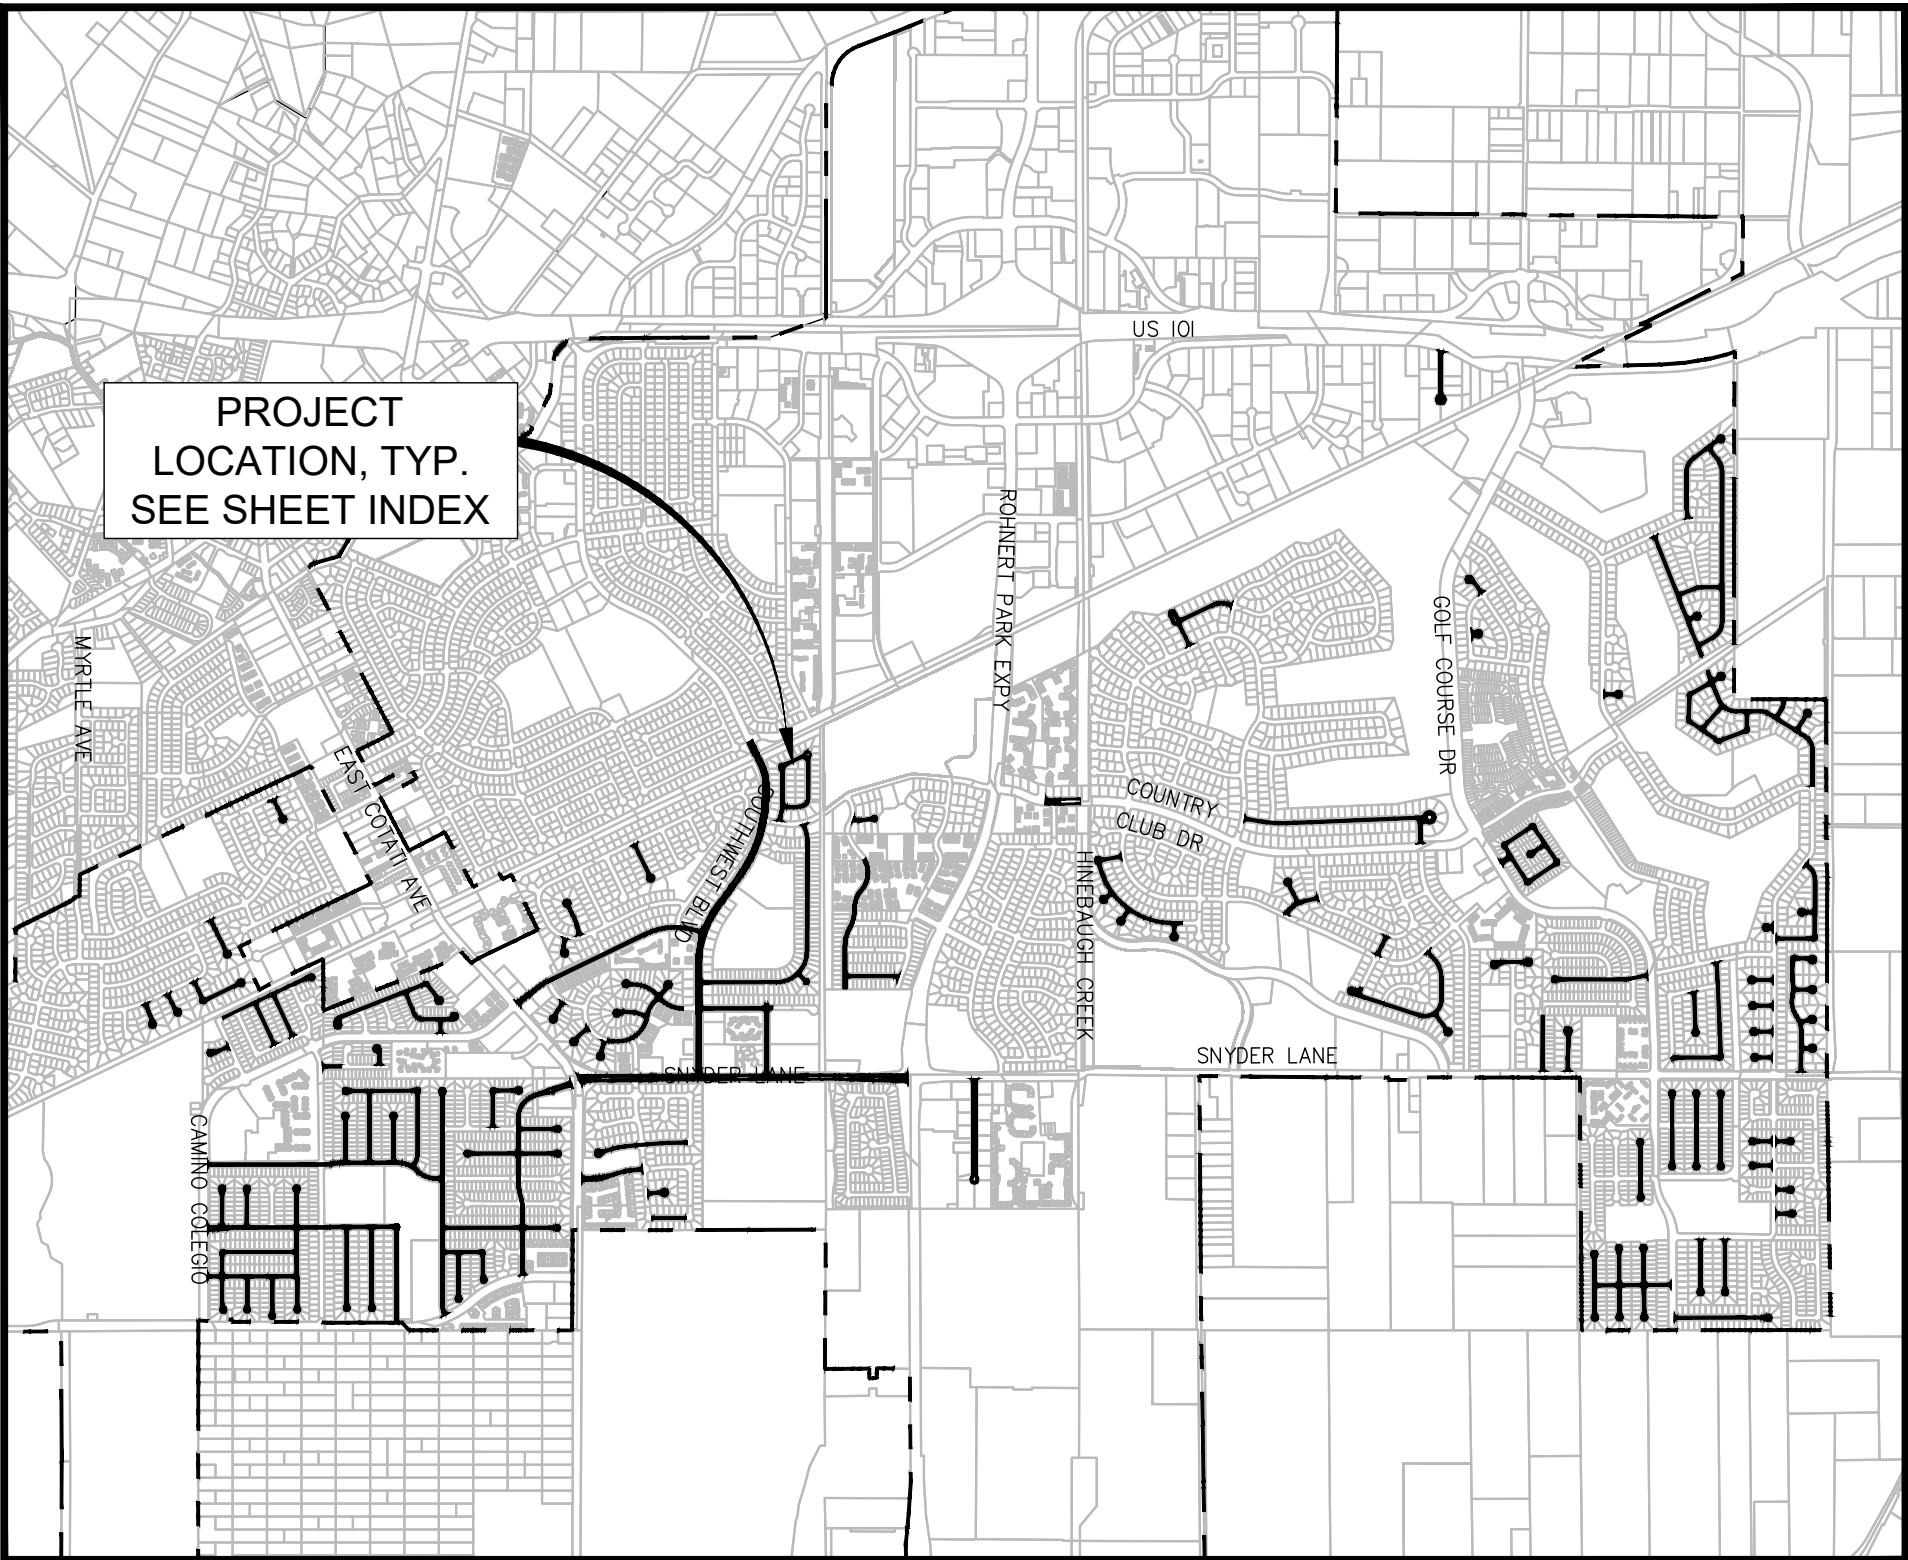 US 101
PROJECT
LOCATION, TYP.
SEE SHEET INDEX
ROHNERT PARK EXPY
GOLF COURSE DR
MYRTLE AVE
EAST COTATI AVE
SOUTHWEST BLVD
COUNTRY
CLUB DR
HINEBAUGH CREEK
SNYDER LANE
SNYDER LANE
CAMINO COLEGIO